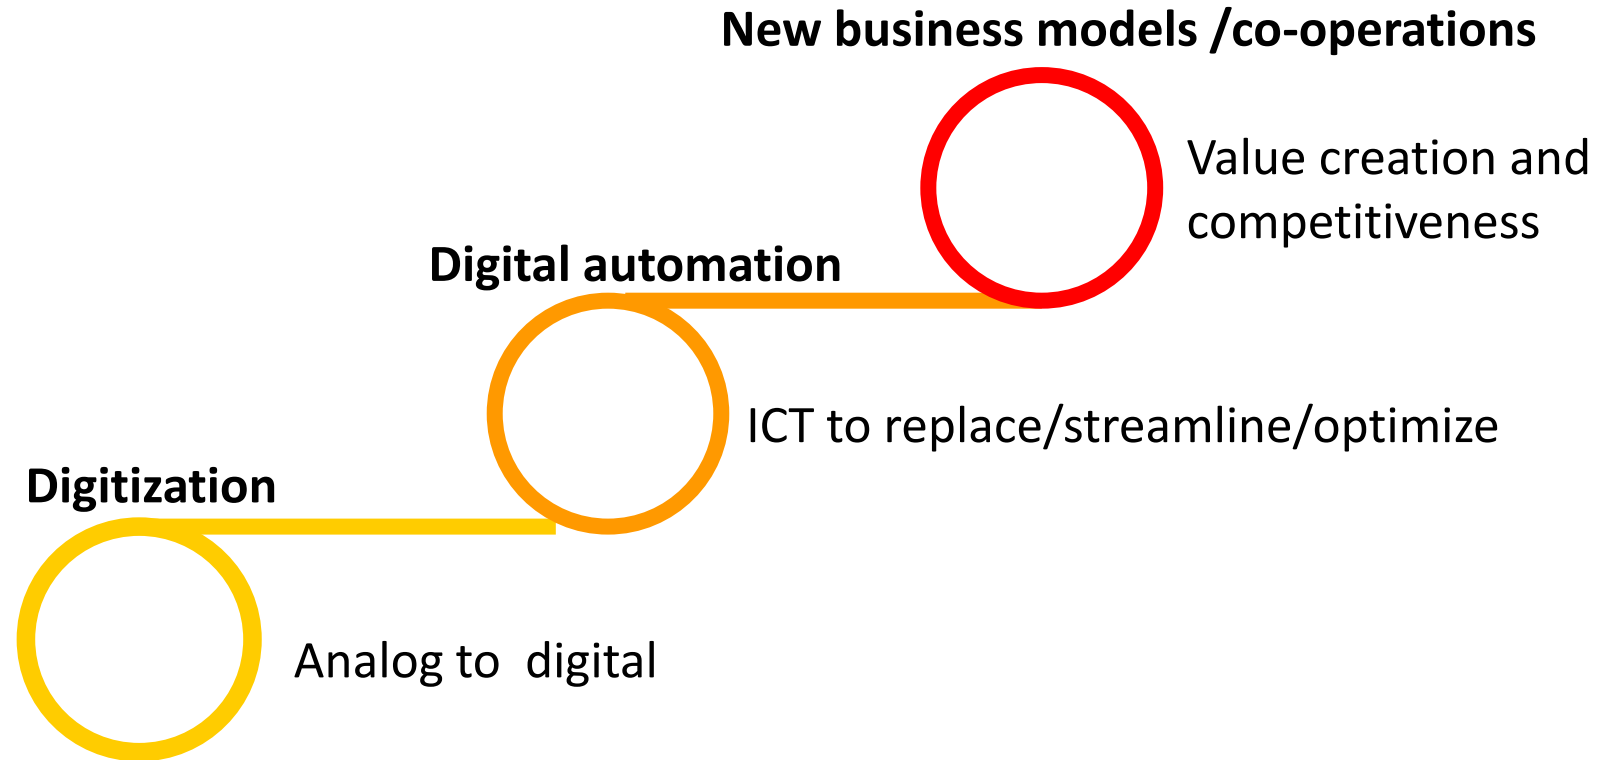 New business models /co-operations
Value creation and
competitiveness
Digital automation
ICT to replace/streamline/optimize
Digitization
Analog to  digital